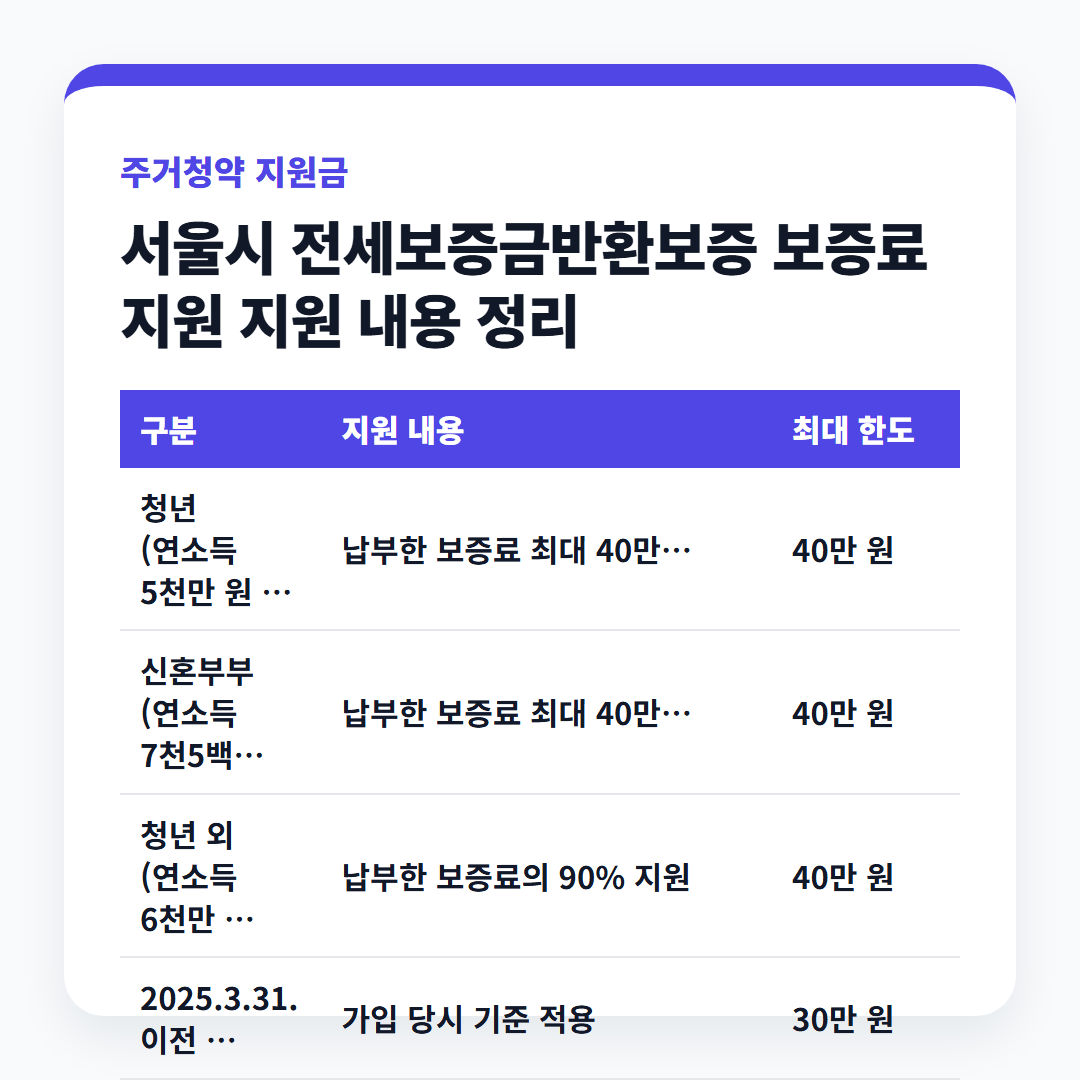 주거청약 지원금
서울시 전세보증금반환보증 보증료
지원 지원 내용 정리
구분 지원 내용 최대 한도
청년
(연소득
5천만 원 …
납부한 보증료 최대 40만…
40만 원
신혼부부
(연소득
7천5백…
납부한 보증료 최대 40만…
40만 원
청년 외
(연소득
6천만 …
납부한 보증료의 90% 지원
40만 원
2025.3.31.
이전 …
가입 당시 기준 적용
30만 원